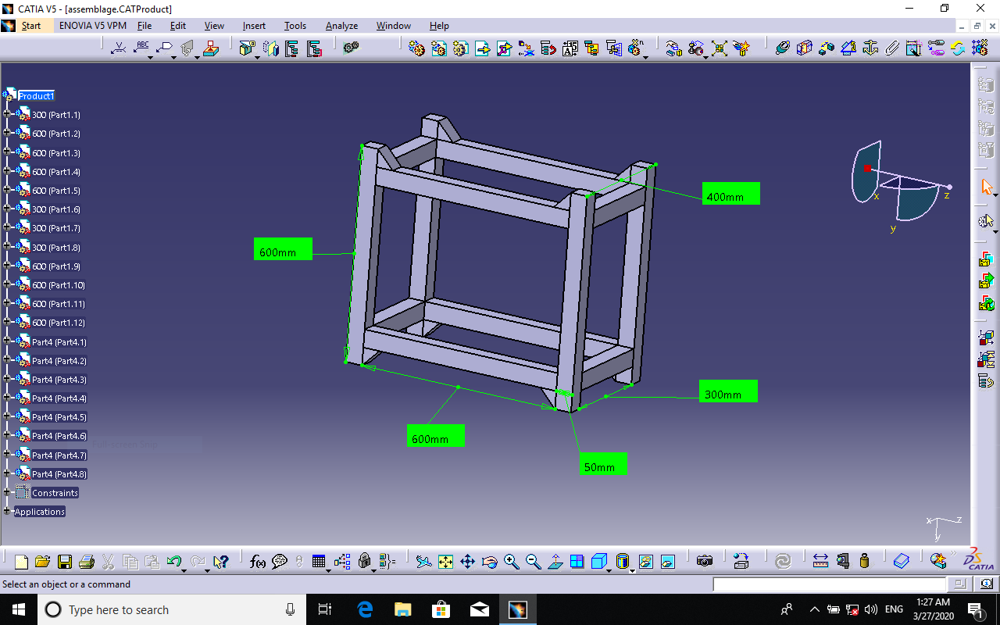 CATIA V5 - [assemblage.CATProduct]
Start ENOVIA V5 VPM File Edit View Insert Tools Analyze Window Help
ABC
Product1
300 (Part1.1)
600 (Part1.2)
600 (Part1.3)
600 (Part1.4)
600 (Part1.5)
300 (Part1.6)
300 (Part1.7)
300 (Part1.8)
600 (Part1.9)
600 (Part1.10)
600 (Part1.11)
600 (Part1.12)
Part4 (Part4.1)
Part4 (Part4.2)
Part4 (Part4.3)
Part4 (Part4.4)
Part4 (Part4.5)
Part4 (Part4.6)
Part4 (Part4.7)
Part4 (Part4.8)
Constraints
Applications
400mm
600mm
300mm
600mm
50mm
x
z
y
x
z
y
f(x)
CATIA
Select an object or a command
Type here to search
ENG
1:27 AM
3/27/2020
1